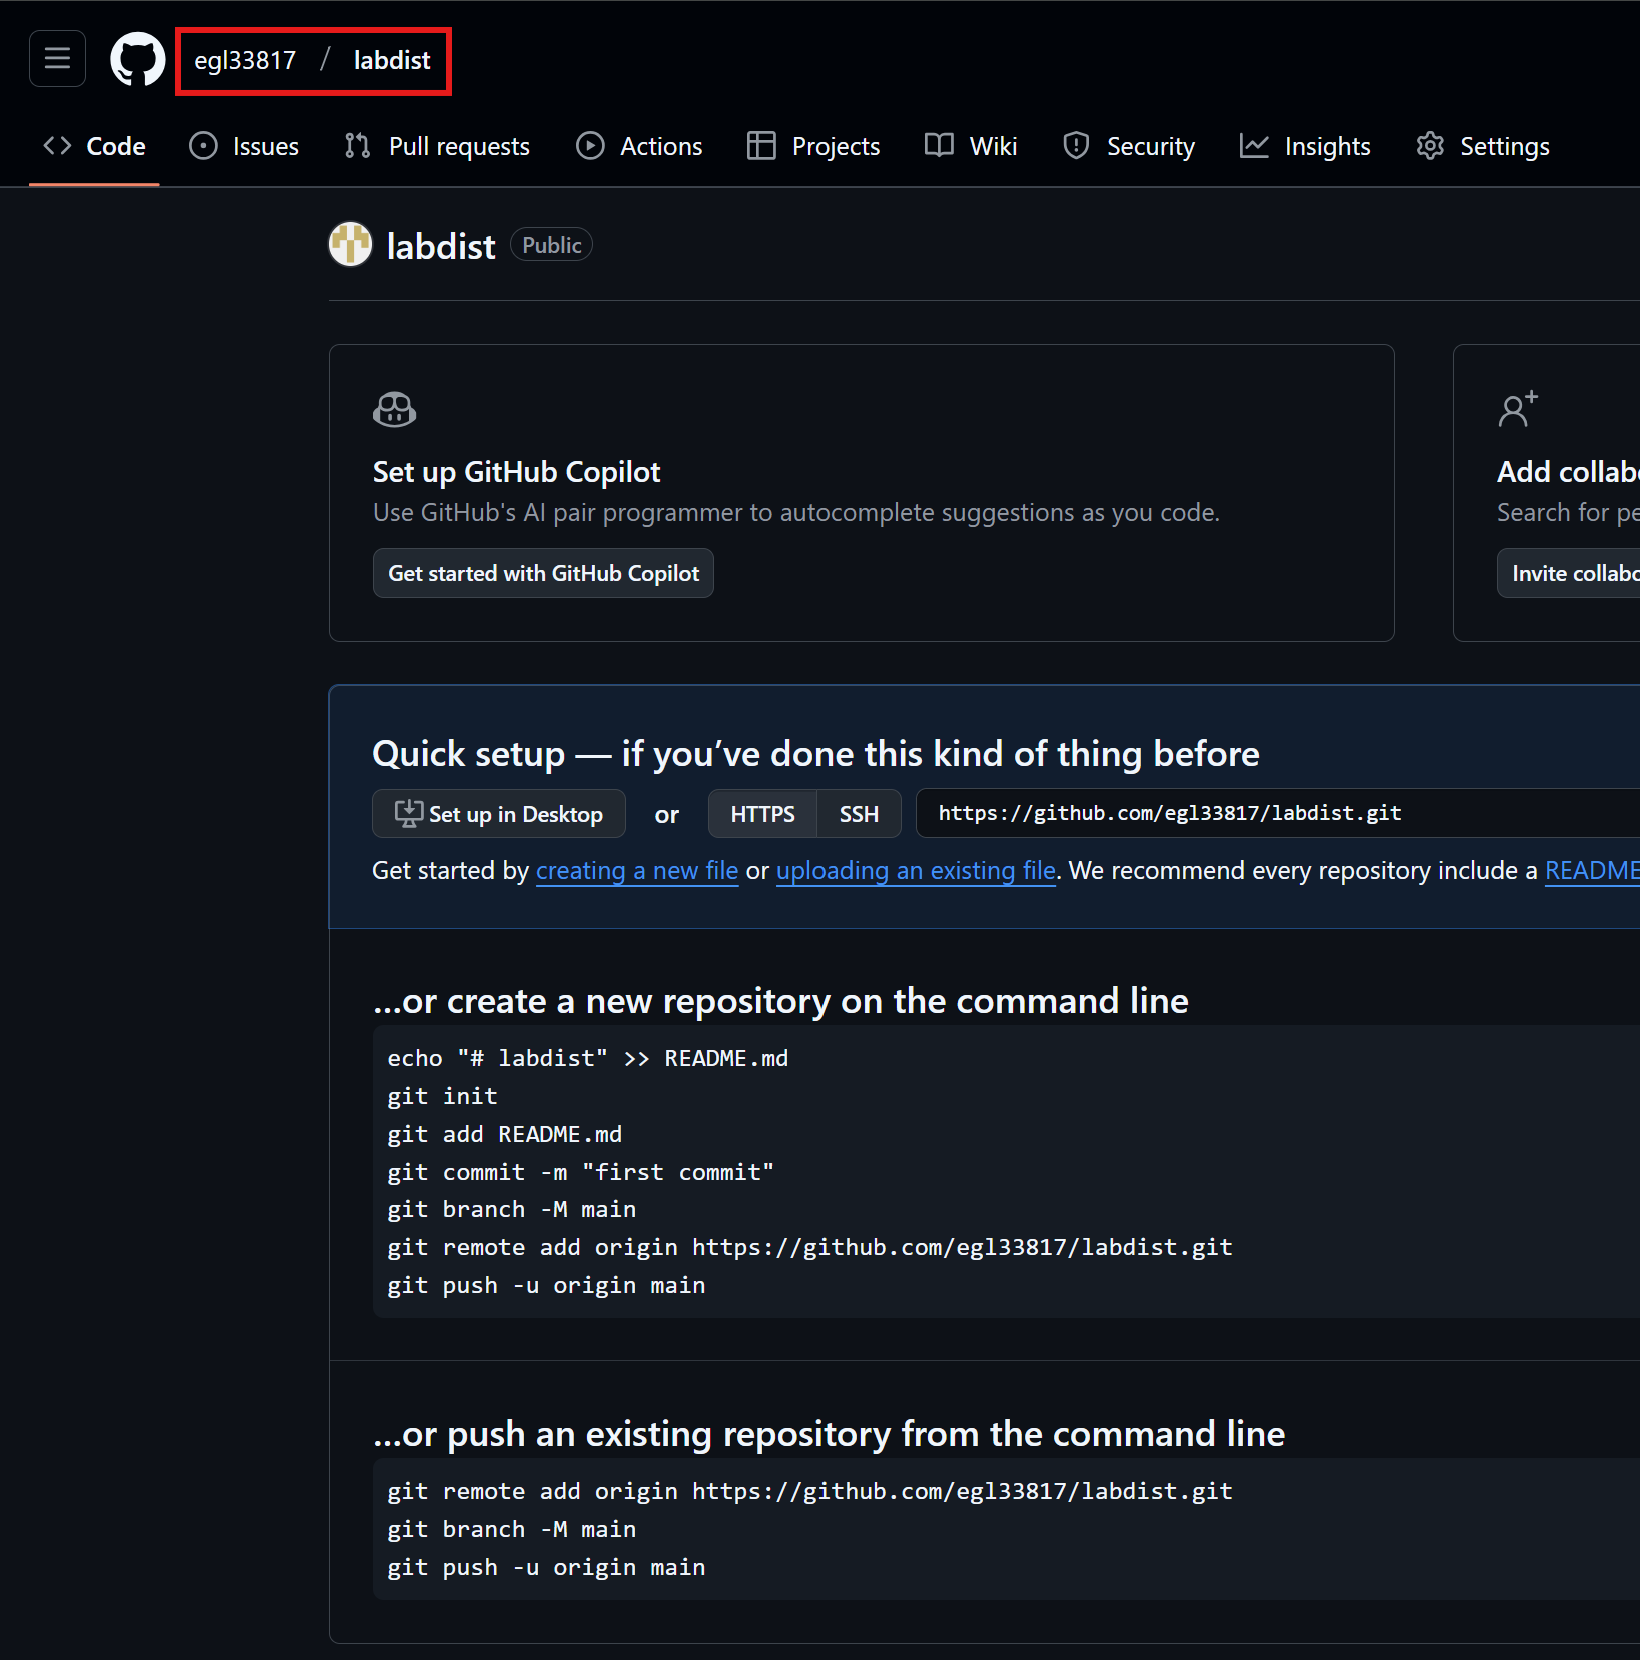 egl33817 / labdist
Code Issues Pull requests Actions Projects Wiki Security Insights Settings
labdist Public
Set up GitHub Copilot
Use GitHub's AI pair programmer to autocomplete suggestions as you code.
Get started with GitHub Copilot
Add collab
Search for pe
Invite collabo
Quick setup — if you’ve done this kind of thing before
Set up in Desktop or HTTPS SSH https://github.com/egl33817/labdist.git
Get started by creating a new file or uploading an existing file. We recommend every repository include a README
...or create a new repository on the command line
echo "# labdist" >> README.md
git init
git add README.md
git commit -m "first commit"
git branch -M main
git remote add origin https://github.com/egl33817/labdist.git
git push -u origin main
...or push an existing repository from the command line
git remote add origin https://github.com/egl33817/labdist.git
git branch -M main
git push -u origin main